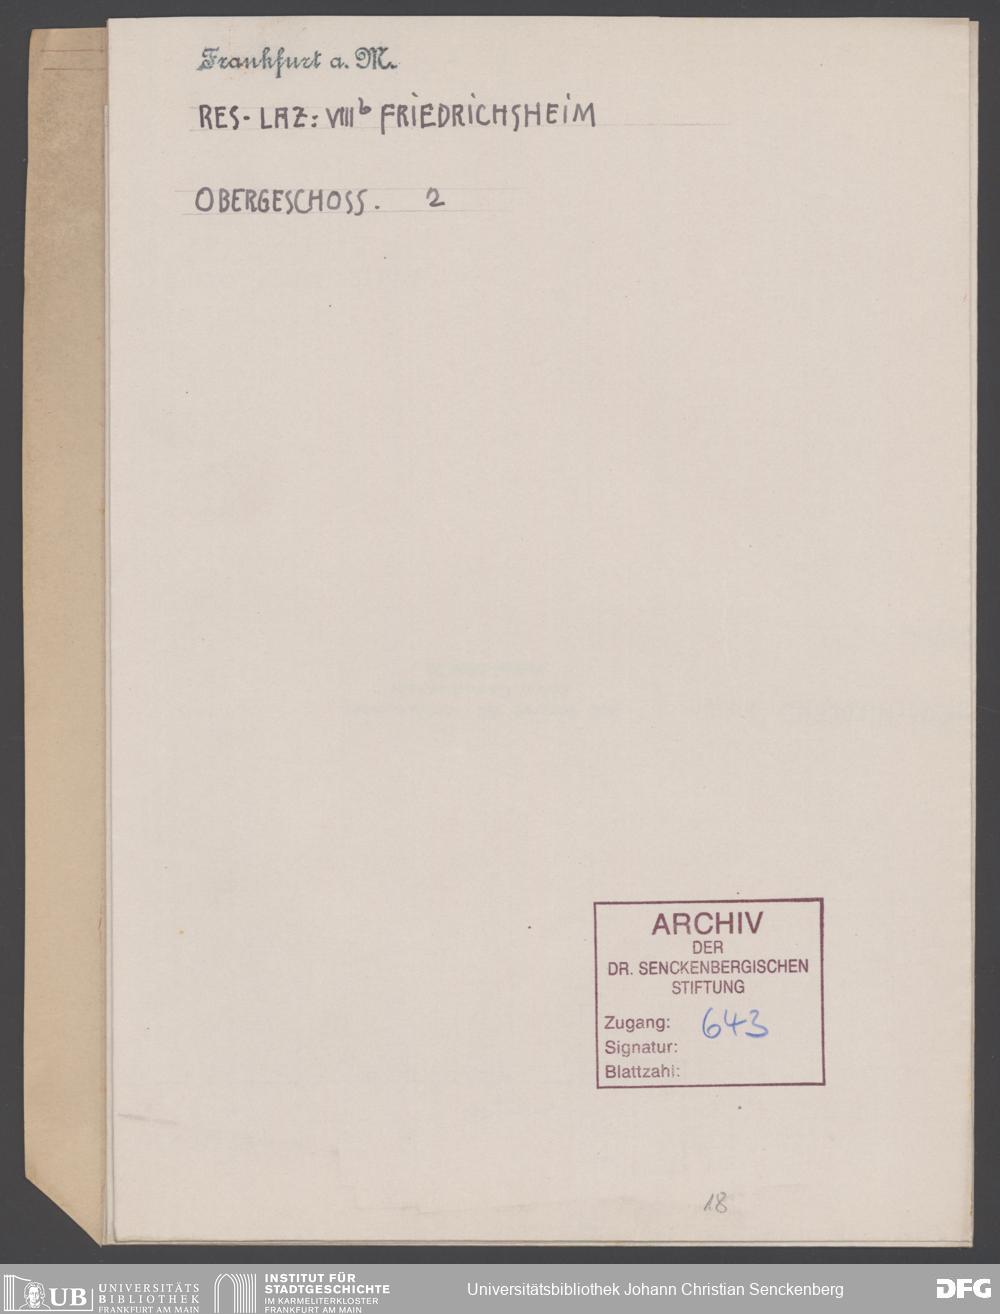 Frankfurt a. M.
RES- LAZ: VIII b FRIEDRICHSHEIM
OBERGESCHOSS. 2
ARCHIV
DER
DR. SENCKENBERGISCHEN
STIFTUNG
Zugang: 643
Signatur:
Blattzahl:
18
UB UNIVERSITÄTS
BIBLIOTHEK
FRANKFURT AM MAIN
INSTITUT FÜR
STADTGESCHICHTE
IM KARMELITERKLOSTER
FRANKFURT AM MAIN
Universitätsbibliothek Johann Christian Senckenberg
DFG